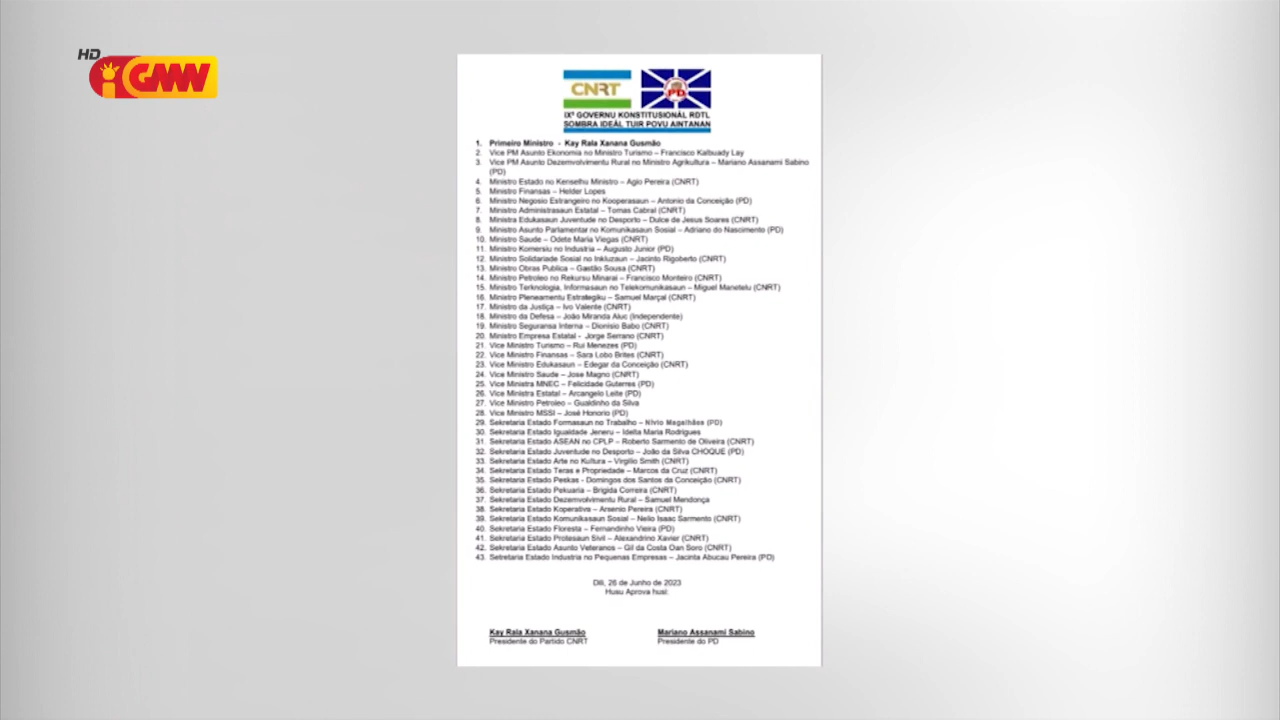 HD
GMN
CNRT
PD
IXº GOVERNU KONSTITUSIONÁL RDTL
SOMBRA IDEÁL TUIR POVU AINTANAN
1. Primeiro Ministro - Kay Rala Xanana Gusmão
2. Vice PM Asunto Ekonomia no Ministro Turismo – Francisco Kalbuady Lay
3. Vice PM Asunto Dezemvolvimentu Rural no Ministro Agrikultura – Mariano Assanami Sabino
(PD)
4. Ministro Estado no Kenselhu Ministro – Agio Pereira (CNRT)
5. Ministro Finansas – Helder Lopes
6. Ministro Negosio Estrangeiro no Kooperasaun – Antonio da Conceição (PD)
7. Ministro Administrasaun Estatal – Tomas Cabral (CNRT)
8. Ministra Edukasaun Juventude no Desporto – Dulce de Jesus Soares (CNRT)
9. Ministro Asunto Parlamentar no Komunikasaun Sosial – Adriano do Nascimento (PD)
10. Ministro Saude – Odete Maria Viegas (CNRT)
11. Ministro Komersiu no Industria – Augusto Junior (PD)
12. Ministro Solidariade Sosial no Inkluzaun – Jacinto Rigoberto (CNRT)
13. Ministro Obras Publica – Gastão Sousa (CNRT)
14. Ministro Petroleo no Rekursu Minarai – Francisco Monteiro (CNRT)
15. Ministro Terknologia, Informasaun no Telekomunikasaun – Miguel Manetelu (CNRT)
16. Ministro Pleneamentu Estrategiku – Samuel Marçal (CNRT)
17. Ministro da Justiça – Ivo Valente (CNRT)
18. Ministro da Defesa – João Miranda Aluc (Independente)
19. Ministro Seguransa Interna – Dionisio Babo (CNRT)
20. Ministro Empresa Estatal - Jorge Serrano (CNRT)
21. Vice Ministro Turismo – Rui Menezes (PD)
22. Vice Ministro Finansas – Sara Lobo Brites (CNRT)
23. Vice Ministro Edukasaun – Edegar da Conceição (CNRT)
24. Vice Ministro Saude – Jose Magno (CNRT)
25. Vice Ministra MNEC – Felicidade Guterres (PD)
26. Vice Ministra Estatal – Arcangelo Leite (PD)
27. Vice Ministro Petroleo – Gualdinho da Silva
28. Vice Ministro MSSI – José Honorio (PD)
29. Sekretaria Estado Formasaun no Trabalho – Nivio Magalhães (PD)
30. Sekretaria Estado Igualdade Jeneru – Idelta Maria Rodrigues
31. Sekretaria Estado ASEAN no CPLP – Roberto Sarmento de Oliveira (CNRT)
32. Sekretaria Estado Juventude no Desporto – João da Silva CHOQUE (PD)
33. Sekretaria Estado Arte no Kultura – Virgilio Smith (CNRT)
34. Sekretaria Estado Teras e Propriedade – Marcos da Cruz (CNRT)
35. Sekretaria Estado Peskas - Domingos dos Santos da Conceição (CNRT)
36. Sekretaria Estado Pekuaria – Brigida Correira (CNRT)
37. Sekretaria Estado Dezemvolvimentu Rural – Samuel Mendonça
38. Sekretaria Estado Koperativa – Arsenio Pereira (CNRT)
39. Sekretaria Estado Komunikasaun Sosial – Nelio Isaac Sarmento (CNRT)
40. Sekretaria Estado Floresta – Fernandinho Vieira (PD)
41. Sekretaria Estado Protesaun Sivil – Alexandrino Xavier (CNRT)
42. Sekretaria Estado Asunto Veteranos – Gil da Costa Oan Soro (CNRT)
43. Setretaria Estado Industria no Pequenas Empresas – Jacinta Abucau Pereira (PD)
Dili, 26 de Junho de 2023
Husu Aprova husi:
Kay Rala Xanana Gusmão
Mariano Assanami Sabino
Presidente do Partido CNRT
Presidente do PD